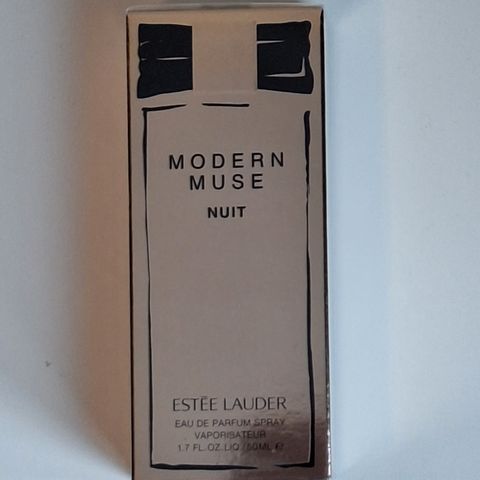 MODERN
MUSE
NUIT
ESTĒE LAUDER
EAU DE PARFUM SPRAY
VAPORISATEUR
1.7 FL.OZ.LIQ./50ML ℮